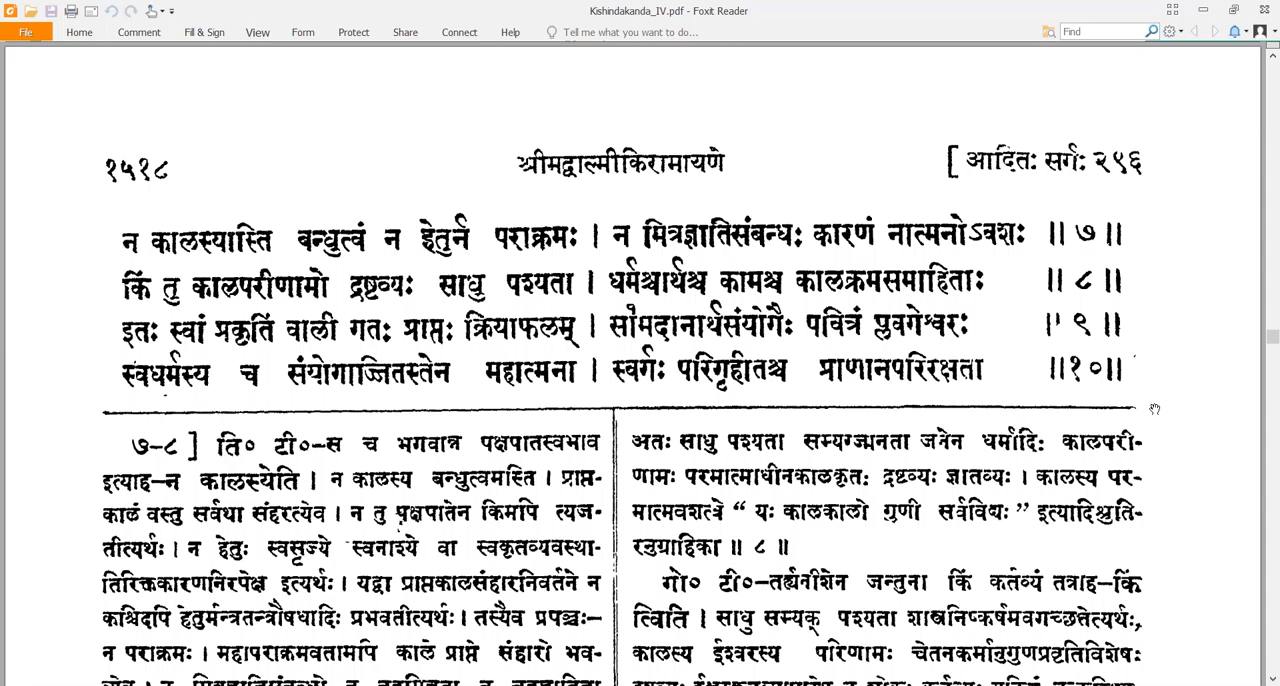 Kishindakanda_IV.pdf - Foxit Reader
File Home Comment Fill & Sign View Form Protect Share Connect Help Tell me what you want to do... Find
१५१८ श्रीमद्वाल्मीकिरामायणे [ आदितः सर्गः २९६
न कालस्यास्ति बन्धुत्वं न हेतुर्न पराक्रमः । न मित्रज्ञातिसंबन्धः कारणं नात्मनोऽवशः ॥ ७ ॥
किं तु कालपरीणामो द्रष्टव्यः साधु पश्यता । धर्मश्चार्थश्च कामश्च कालक्रमसमाहिताः ॥ ८ ॥
इतः स्वां प्रकृतिं वाली गतः प्राप्तः क्रियाफलम् । सामदानार्थसंयोगैः पवित्रं प्लवगेश्वरः ॥ ९ ॥
स्वधर्मस्य च संयोगाज्जितस्तेन महात्मना । स्वर्गः परिगृहीतश्च प्राणानपरिरक्षता ॥१०॥
७-८ ] ति० टी०-स च भगवान्न पक्षपातस्वभाव
इत्याह-न कालस्येति । न कालस्य बन्धुत्वमस्ति । प्राप्त-
कालं वस्तु सर्वथा संहरत्येव । न तु पक्षपातेन किमपि त्यज-
तीत्यर्थः। न हेतुः स्वसृज्ये स्वनाश्ये वा स्वकृतव्यवस्था-
तिरिक्तकारणनिरपेक्ष इत्यर्थः। यद्वा प्राप्तकालसंहारनिवर्तने न
कश्चिदपि हेतुर्मन्त्रतन्त्रौषधादिः प्रभवतीत्यर्थः। तस्यैव प्रपञ्चः–
न पराक्रमः। महापराक्रमवतामपि काले प्राप्ते संहारो भव-
अतः साधु पश्यता सम्यग्ज्ञानता जनेन धर्मादिः कालपरी-
णामः परमात्माधीनकालकृतः द्रष्टव्यः ज्ञातव्यः । कालस्य पर-
मात्मवशत्वे “ यः कालकालो गुणी सर्वविद्यः ” इत्यादिश्रुति-
रनुग्राहिका ॥ ८ ॥
गो० टी०-तर्ह्यनीशेन जन्तुना किं कर्तव्यं तत्राह-किं
त्विति । साधु सम्यक् पश्यता शास्त्रनिष्कर्षमवगच्छतेत्यर्थः,
कालस्य ईश्वरस्य परिणामः चेतनकर्मानुगुणप्रवृत्तिविशेषः